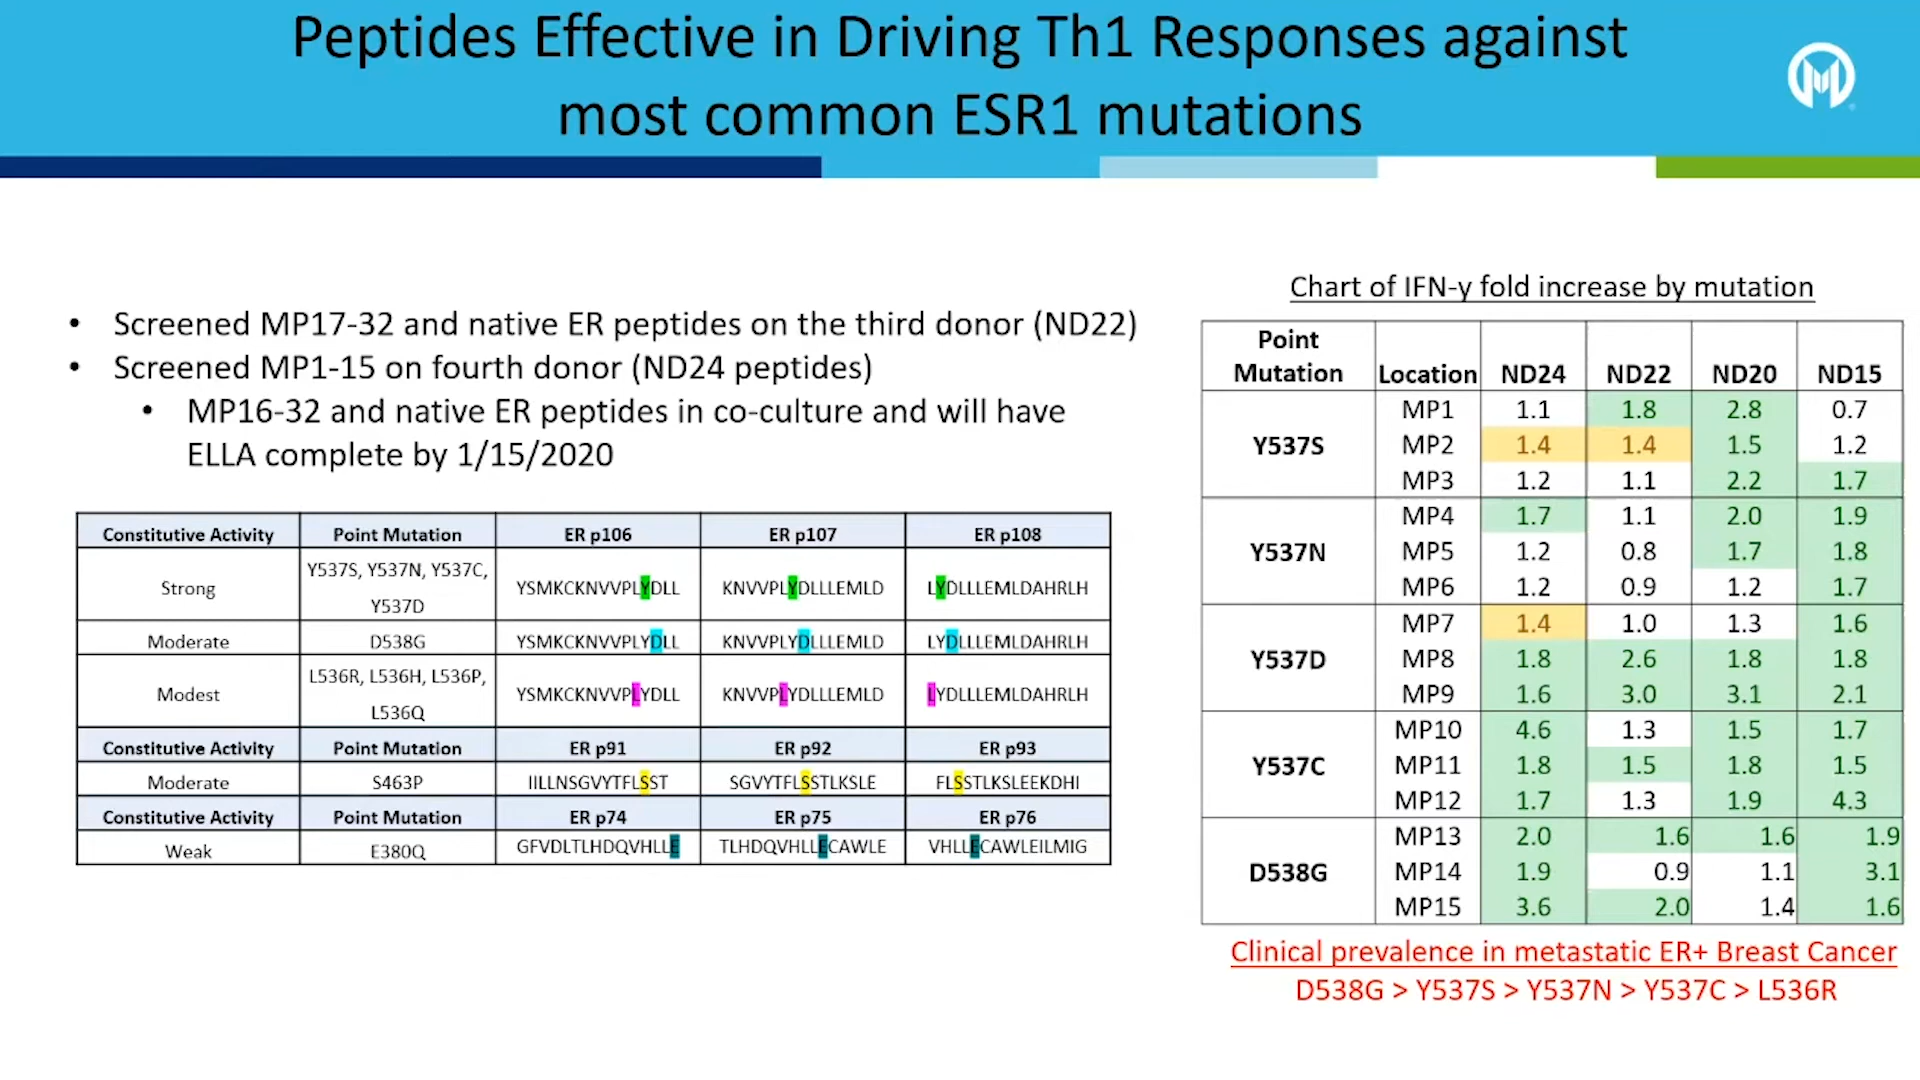 Peptides Effective in Driving Th1 Responses against
most common ESR1 mutations
• Screened MP17-32 and native ER peptides on the third donor (ND22)
• Screened MP1-15 on fourth donor (ND24 peptides)
• MP16-32 and native ER peptides in co-culture and will have
ELLA complete by 1/15/2020
Constitutive Activity Point Mutation ER p106 ER p107 ER p108
Strong Y537S, Y537N, Y537C, Y537D YSMKCKNVVPLYDLL KNVVPLYDLLLEMLD LYDLLLEMLDAHRLH
Moderate D538G YSMKCKNVVPLYDLL KNVVPLYDLLLEMLD LYDLLLEMLDAHRLH
Modest L536R, L536H, L536P, L536Q YSMKCKNVVPLYDLL KNVVPLYDLLLEMLD LYDLLLEMLDAHRLH
Constitutive Activity Point Mutation ER p91 ER p92 ER p93
Moderate S463P IILLNSGVYTFLSST SGVYTFLSSTLKSLE FLSSTLKSLEEKDHI
Constitutive Activity Point Mutation ER p74 ER p75 ER p76
Weak E380Q GFVDLTLHDQVHLLE TLHDQVHLLECAWLE VHLLECAWLEILMIG
Chart of IFN-y fold increase by mutation
Point Mutation Location ND24 ND22 ND20 ND15
Y537S MP1 1.1 1.8 2.8 0.7
MP2 1.4 1.4 1.5 1.2
MP3 1.2 1.1 2.2 1.7
Y537N MP4 1.7 1.1 2.0 1.9
MP5 1.2 0.8 1.7 1.8
MP6 1.2 0.9 1.2 1.7
Y537D MP7 1.4 1.0 1.3 1.6
MP8 1.8 2.6 1.8 1.8
MP9 1.6 3.0 3.1 2.1
Y537C MP10 4.6 1.3 1.5 1.7
MP11 1.8 1.5 1.8 1.5
MP12 1.7 1.3 1.9 4.3
D538G MP13 2.0 1.6 1.6 1.9
MP14 1.9 0.9 1.1 3.1
MP15 3.6 2.0 1.4 1.6
Clinical prevalence in metastatic ER+ Breast Cancer
D538G > Y537S > Y537N > Y537C > L536R